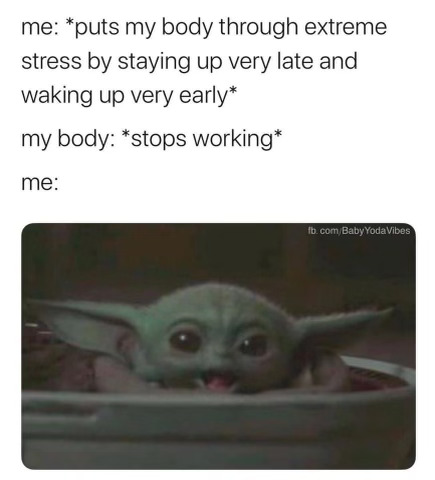 me: *puts my body through extreme
stress by staying up very late and
waking up very early*
my body: *stops working*
me:
fb.com/BabyYodaVibes